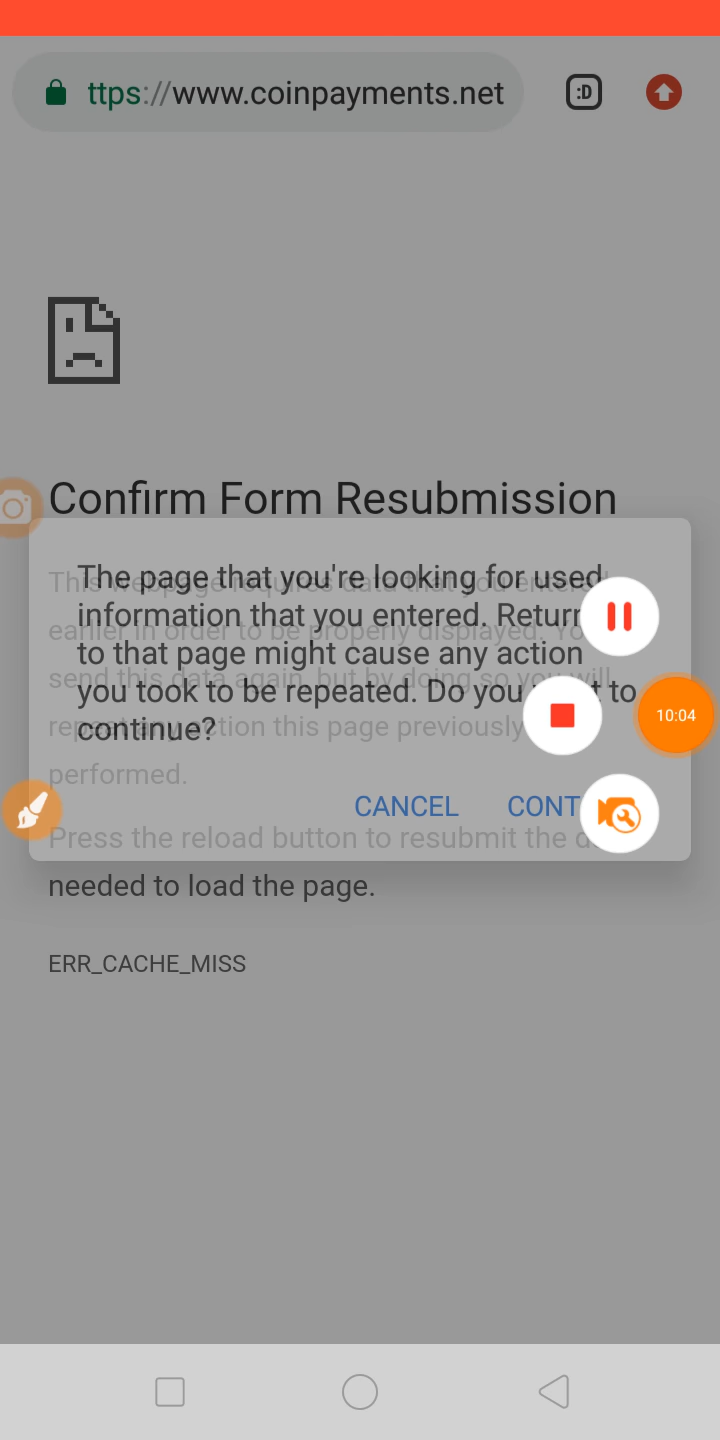 ttps://www.coinpayments.net
:D
Confirm Form Resubmission
This webpage requires data that you entered
earlier in order to be properly displayed. Yo
send this data again, but by doing so you will
repeat any action this page previously
performed.
The page that you're looking for used
information that you entered. Return
to that page might cause any action
you took to be repeated. Do you to
continue?
10:04
CANCEL CONT
Press the reload button to resubmit the
needed to load the page.
ERR_CACHE_MISS